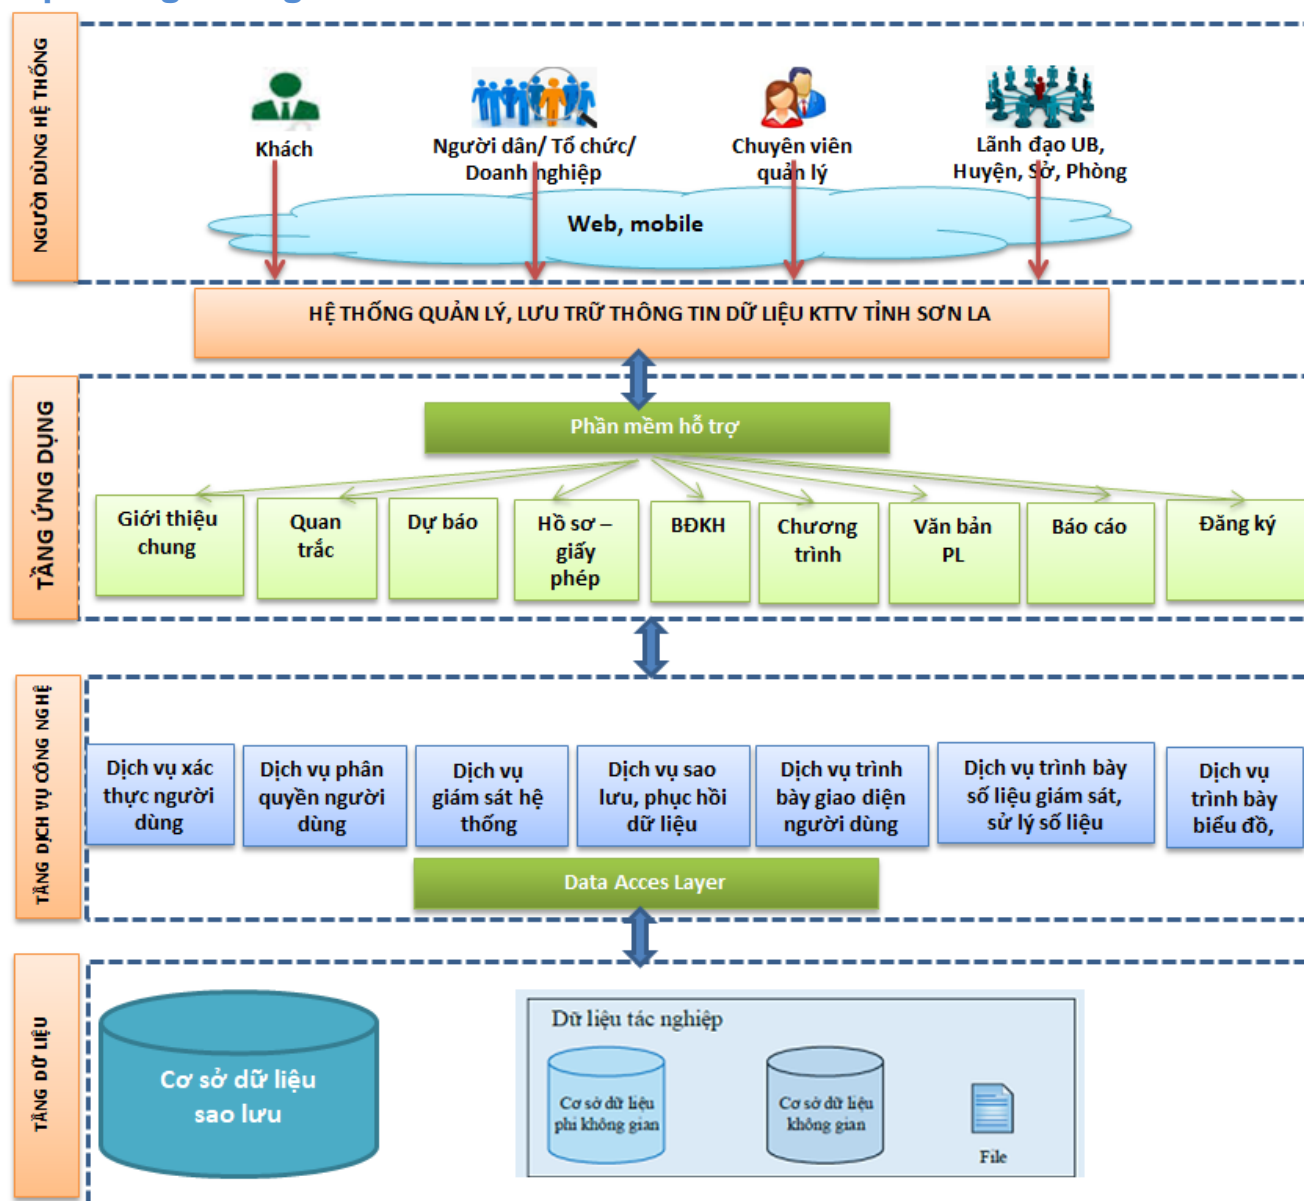 NGƯỜI DÙNG HỆ THỐNG
Khách
Người dân/ Tổ chức/
Doanh nghiệp
Chuyên viên
quản lý
Lãnh đạo UB,
Huyện, Sở, Phòng
Web, mobile
HỆ THỐNG QUẢN LÝ, LƯU TRỮ THÔNG TIN DỮ LIỆU KTTV TỈNH SƠN LA
TẦNG ỨNG DỤNG
Phần mềm hỗ trợ
Giới thiệu
chung
Quan
trắc
Dự báo
Hồ sơ –
giấy
phép
BĐKH
Chương
trình
Văn bản
PL
Báo cáo
Đăng ký
TẦNG DỊCH VỤ CÔNG NGHỆ
Dịch vụ xác
thực người
dùng
Dịch vụ phân
quyền người
dùng
Dịch vụ
giám sát hệ
thống
Dịch vụ sao
lưu, phục hồi
dữ liệu
Dịch vụ trình
bày giao diện
người dùng
Dịch vụ trình bày
số liệu giám sát,
sử lý số liệu
Dịch vụ
trình bày
biểu đồ,
Data Acces Layer
TẦNG DỮ LIỆU
Cơ sở dữ liệu
sao lưu
Dữ liệu tác nghiệp
Cơ sở dữ liệu
phi không gian
Cơ sở dữ liệu
không gian
File